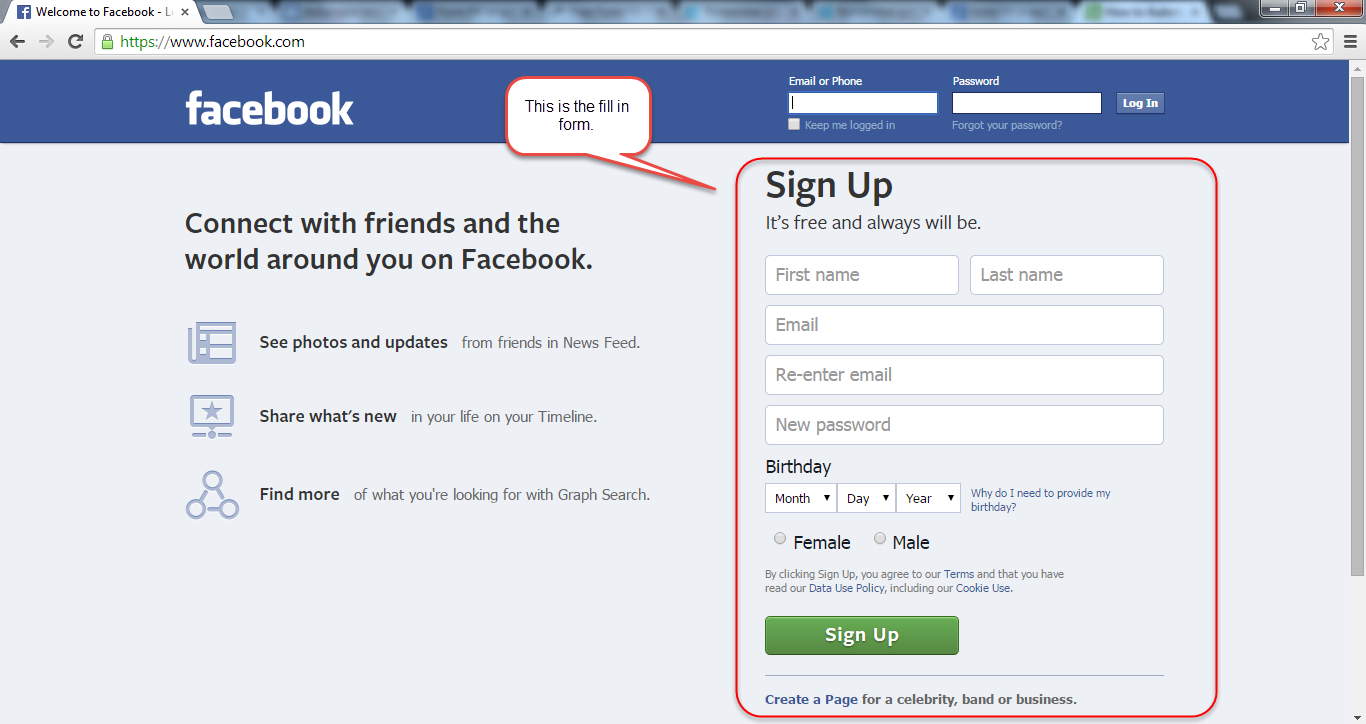 Welcome to Facebook - L
https://www.facebook.com
facebook
Email or Phone
Password
Log In
Keep me logged in
Forgot your password?
This is the fill in
form.
Connect with friends and the
world around you on Facebook.
See photos and updates from friends in News Feed.
Share what's new in your life on your Timeline.
Find more of what you're looking for with Graph Search.
Sign Up
It's free and always will be.
First name
Last name
Email
Re-enter email
New password
Birthday
Month
Day
Year
Why do I need to provide my
birthday?
Female
Male
By clicking Sign Up, you agree to our Terms and that you have
read our Data Use Policy, including our Cookie Use.
Sign Up
Create a Page for a celebrity, band or business.